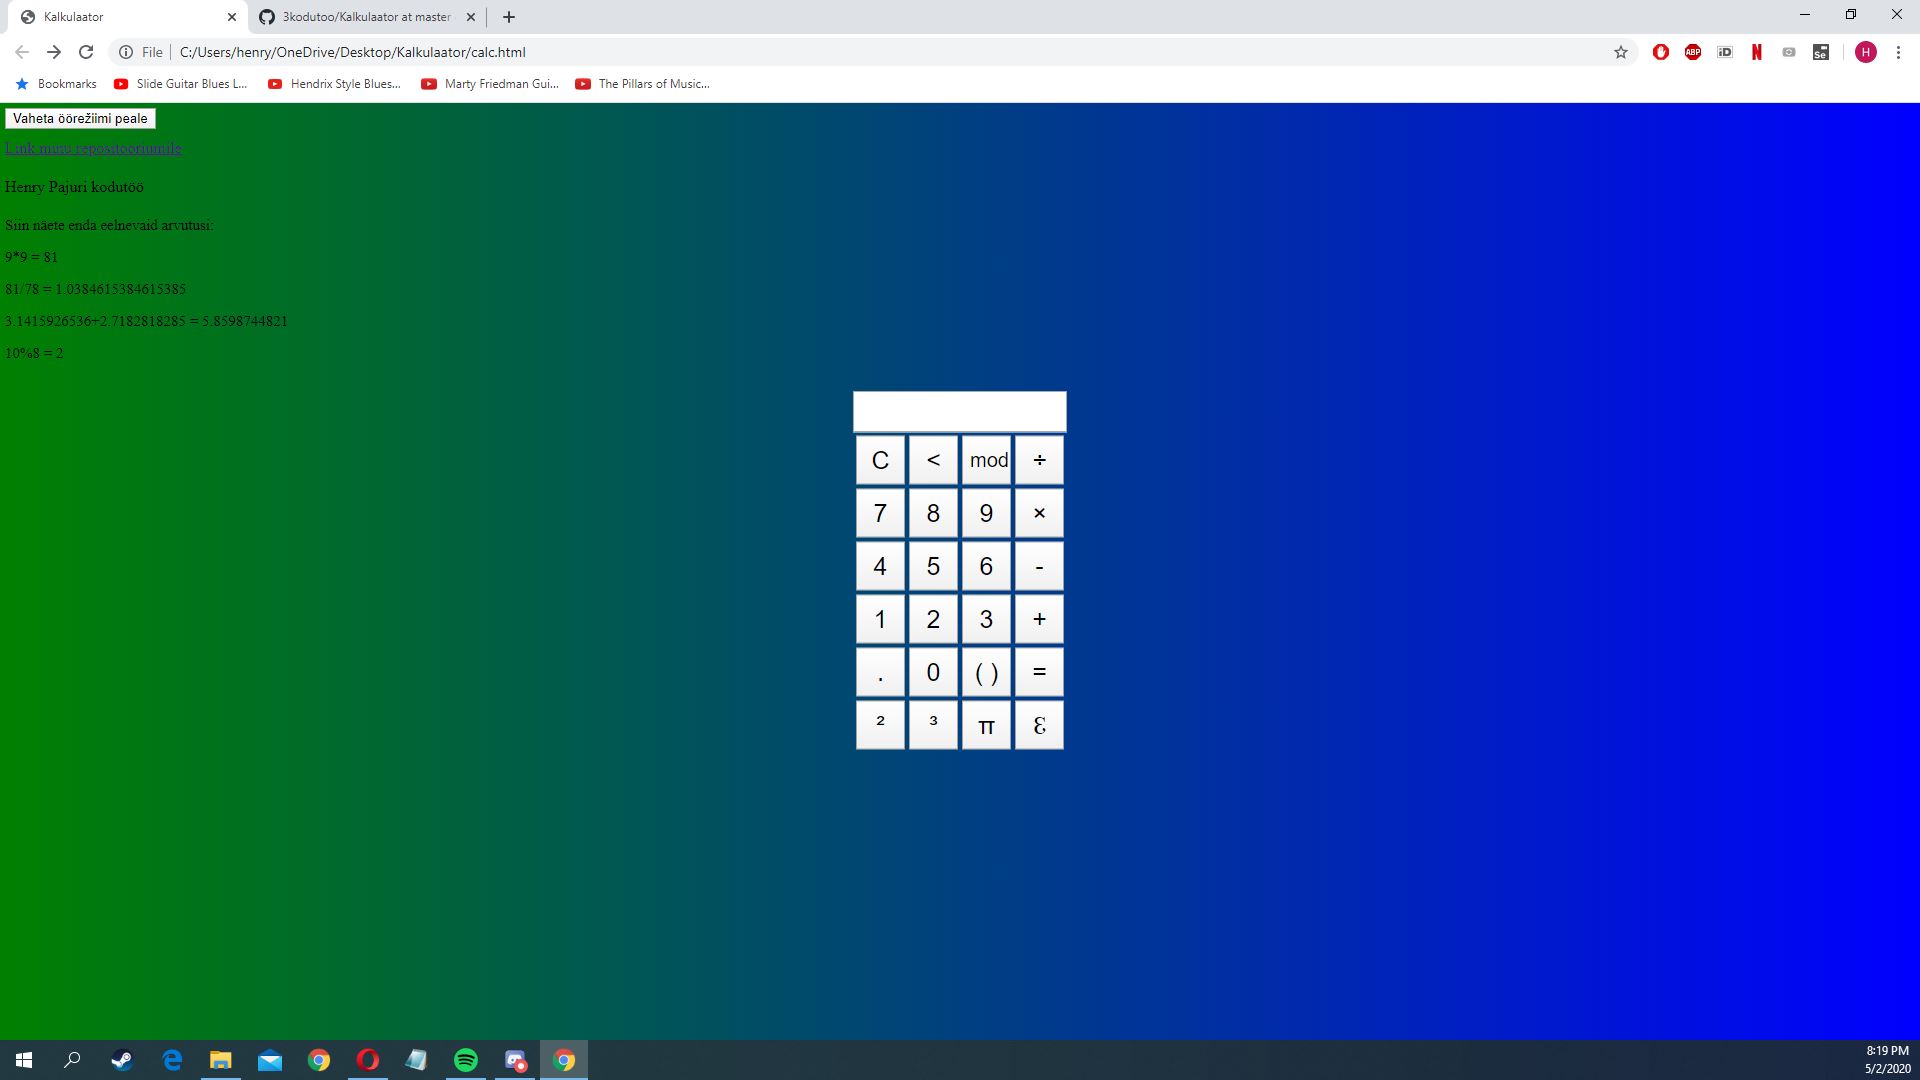 Kalkulaator
3kodutoo/Kalkulaator at master
File
C:/Users/henry/OneDrive/Desktop/Kalkulaator/calc.html
ABP
iD
N
Se
H
Bookmarks
Slide Guitar Blues L...
Hendrix Style Blues...
Marty Friedman Gui...
The Pillars of Music...
Vaheta öörežiimi peale
Link minu repositooriumile
Henry Pajuri kodutöö
Siin näete enda eelnevaid arvutusi:
9*9 = 81
81/78 = 1.0384615384615385
3.1415926536+2.7182818285 = 5.8598744821
10%8 = 2
C < mod ÷
7 8 9 ×
4 5 6 -
1 2 3 +
. 0 ( ) =
² ³ π ℇ
8:19 PM
5/2/2020